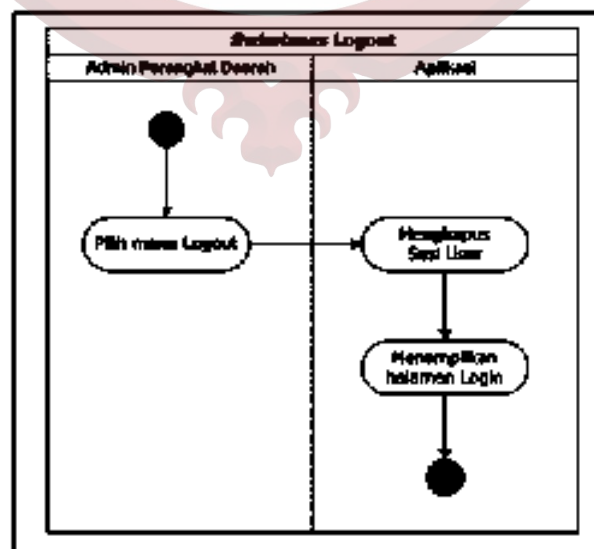 Logout
Admin Perangkat Daerah
Aplikasi
Pilih menu Logout
Menghapus
Sesi User
Menampilkan
halaman Login